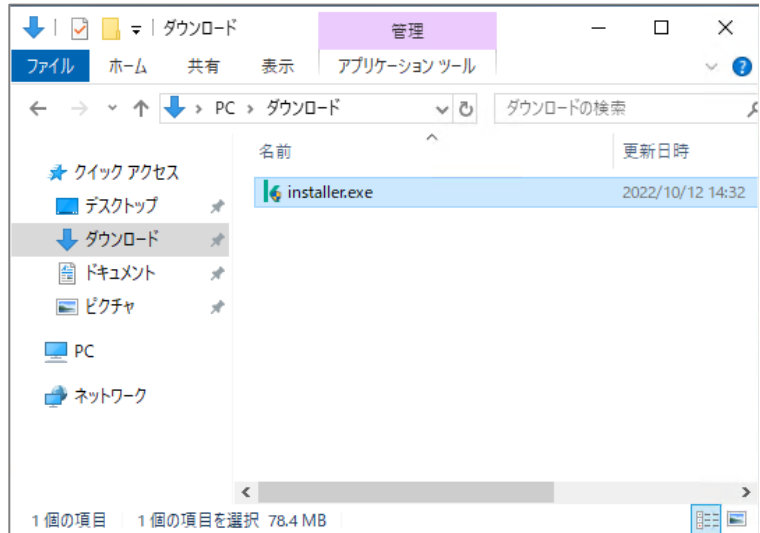 ダウンロード
管理
ファイル ホーム 共有 表示 アプリケーション ツール
PC ダウンロード ダウンロードの検索
名前 更新日時
クイック アクセス
installer.exe 2022/10/12 14:32
デスクトップ
ダウンロード
ドキュメント
ピクチャ
PC
ネットワーク
1 個の項目 1 個の項目を選択 78.4 MB